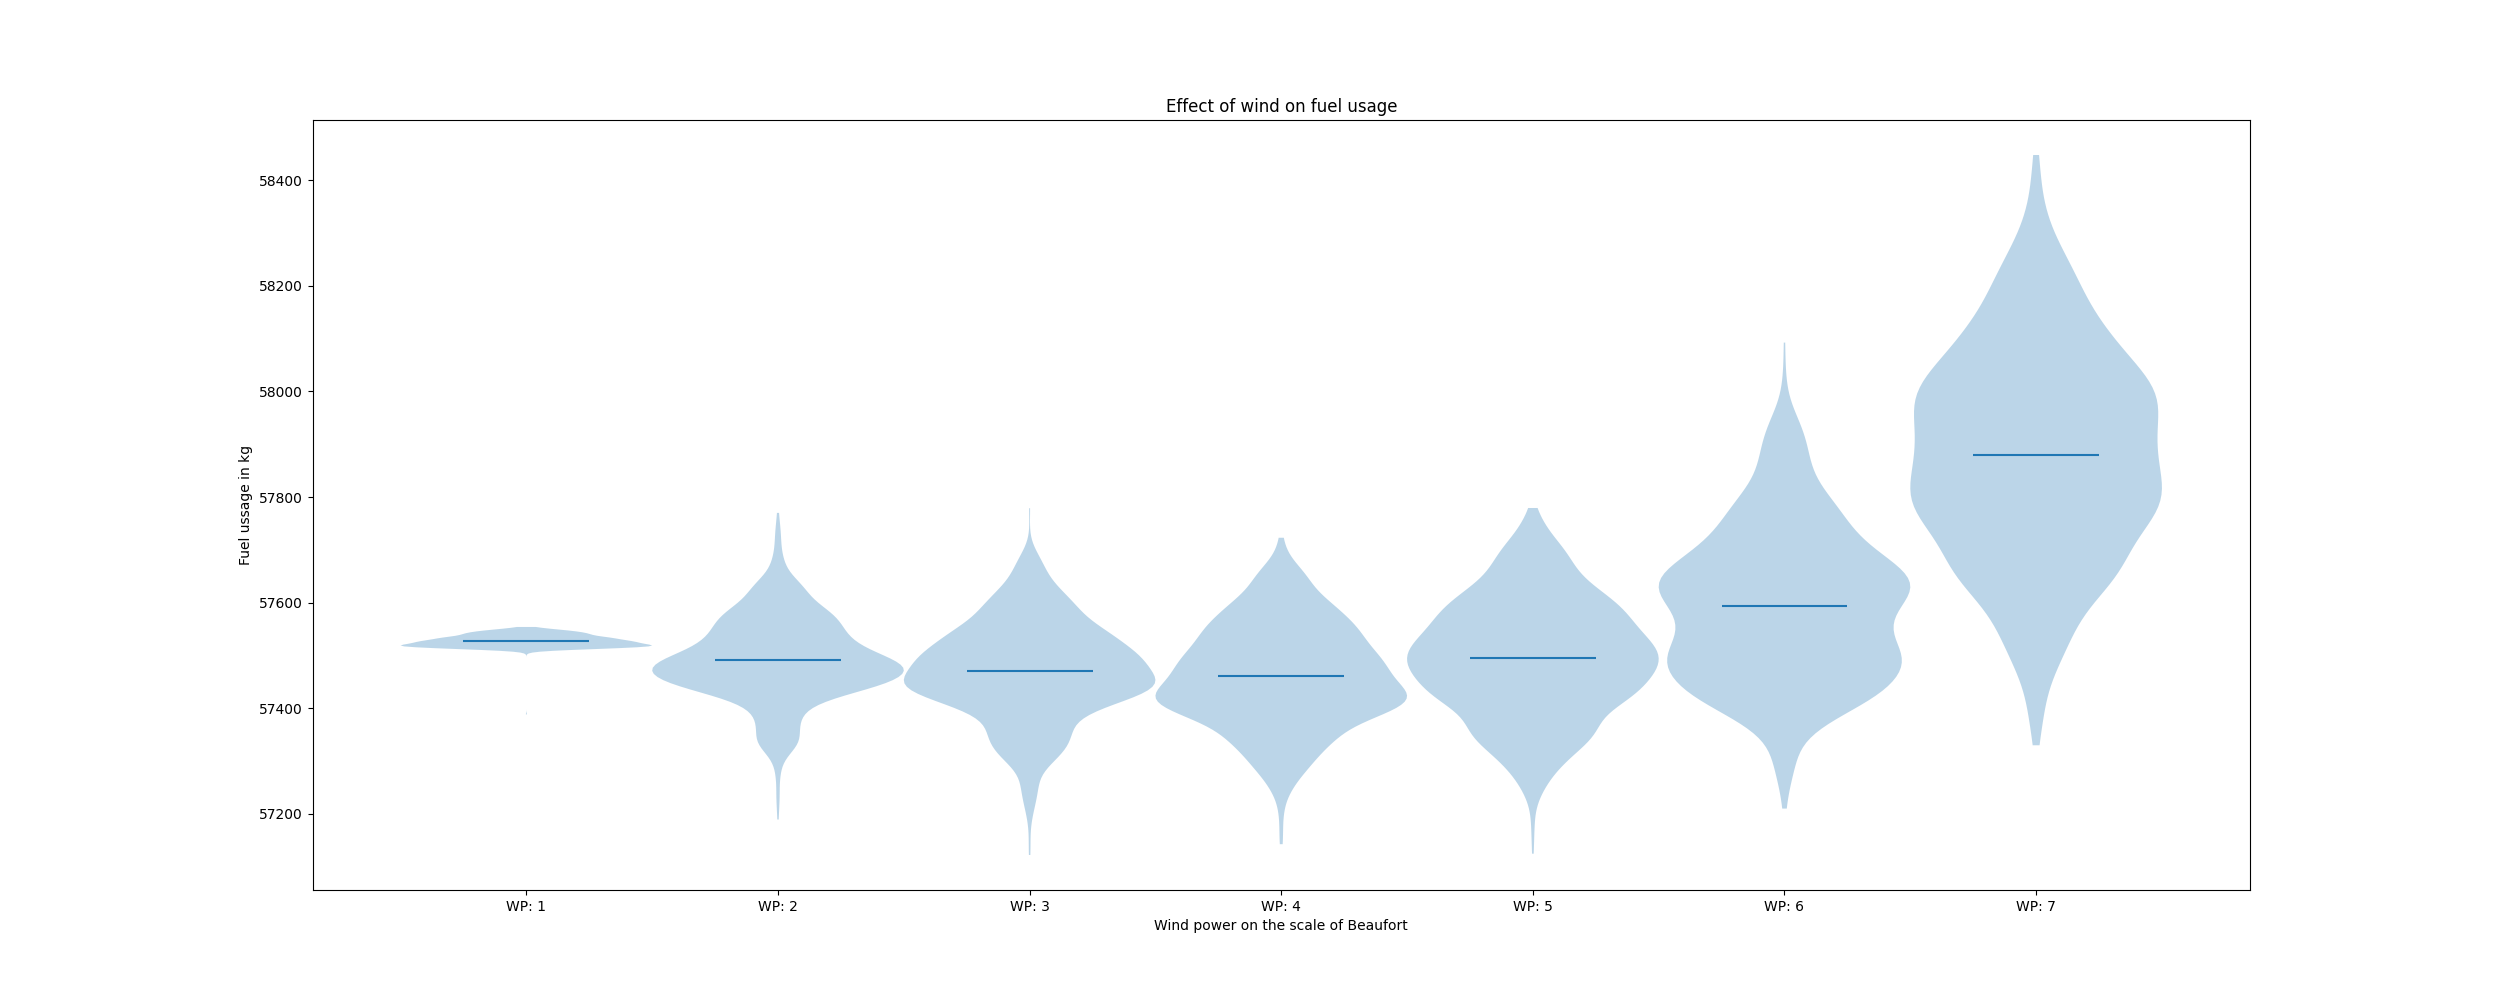 Effect of wind on fuel usage
Fuel ussage in kg
58400
58200
58000
57800
57600
57400
57200
WP: 1 WP: 2 WP: 3 WP: 4 WP: 5 WP: 6 WP: 7
Wind power on the scale of Beaufort